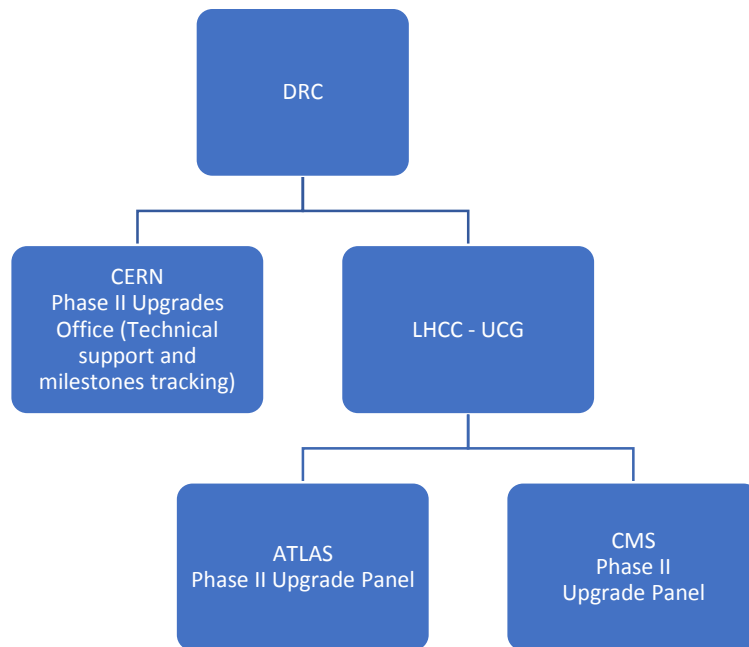 DRC
CERN
Phase II Upgrades
Office (Technical
support and
milestones tracking)
LHCC - UCG
ATLAS
Phase II Upgrade Panel
CMS
Phase II
Upgrade Panel